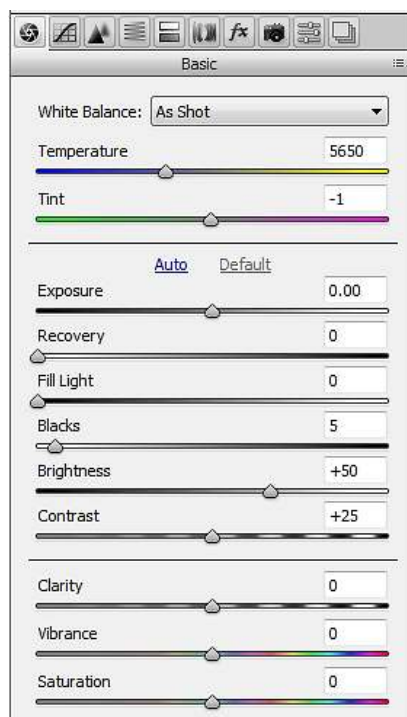 fx
Basic
White Balance: As Shot
Temperature 5650
Tint -1
Auto Default
Exposure 0.00
Recovery 0
Fill Light 0
Blacks 5
Brightness +50
Contrast +25
Clarity 0
Vibrance 0
Saturation 0